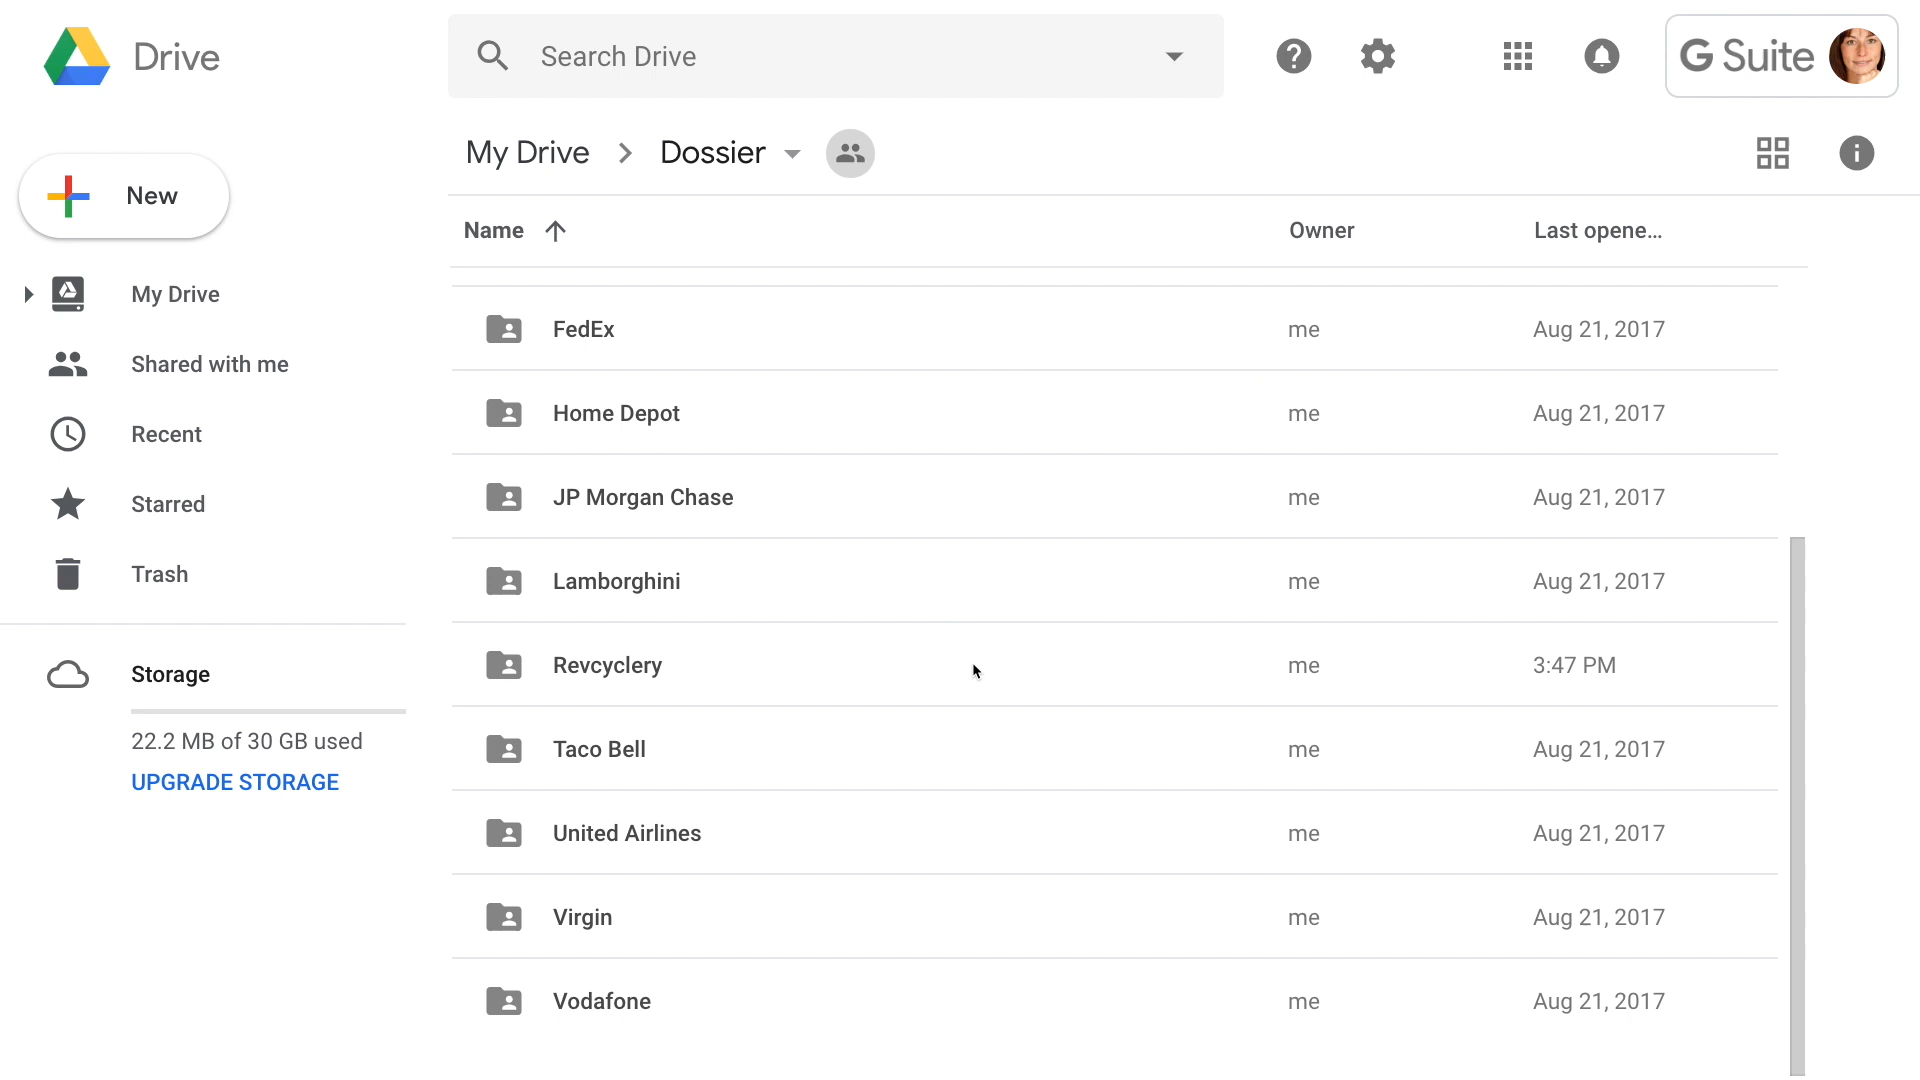 Drive
Search Drive
G Suite
My Drive
Dossier
New
Name
Owner
Last opene...
My Drive
Shared with me
Recent
Starred
Trash
Storage
22.2 MB of 30 GB used
UPGRADE STORAGE
FedEx me Aug 21, 2017
Home Depot me Aug 21, 2017
JP Morgan Chase me Aug 21, 2017
Lamborghini me Aug 21, 2017
Revcyclery me 3:47 PM
Taco Bell me Aug 21, 2017
United Airlines me Aug 21, 2017
Virgin me Aug 21, 2017
Vodafone me Aug 21, 2017